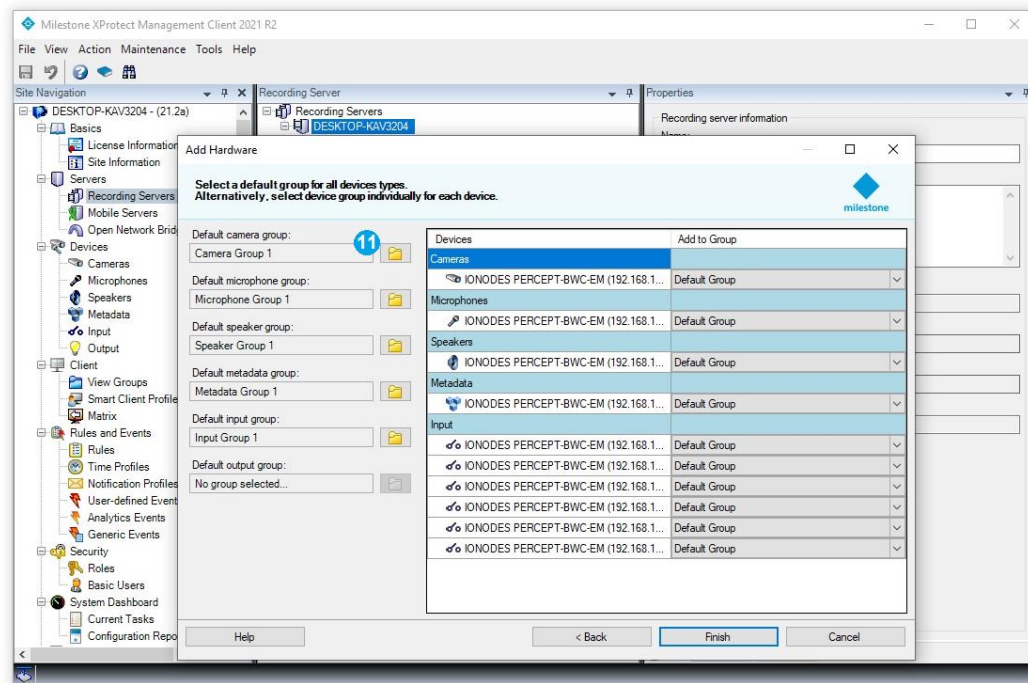 Milestone XProtect Management Client 2021 R2
File View Action Maintenance Tools Help
Site Navigation
DESKTOP-KAV3204 - (21.2a)
Basics
License Information
Site Information
Servers
Recording Servers
Mobile Servers
Open Network Brid
Devices
Cameras
Microphones
Speakers
Metadata
Input
Output
Client
View Groups
Smart Client Profile
Matrix
Rules and Events
Rules
Time Profiles
Notification Profiles
User-defined Event
Analytics Events
Generic Events
Security
Roles
Basic Users
System Dashboard
Current Tasks
Configuration Repo
Recording Server
Recording Servers
DESKTOP-KAV3204
Properties
Recording server information
Add Hardware
Select a default group for all devices types.
Alternatively, select device group individually for each device.
milestone
Default camera group:
11
Camera Group 1
Default microphone group:
Microphone Group 1
Default speaker group:
Speaker Group 1
Default metadata group:
Metadata Group 1
Default input group:
Input Group 1
Default output group:
No group selected...
Devices Add to Group
Cameras
IONODES PERCEPT-BWC-EM (192.168.1... Default Group
Microphones
IONODES PERCEPT-BWC-EM (192.168.1... Default Group
Speakers
IONODES PERCEPT-BWC-EM (192.168.1... Default Group
Metadata
IONODES PERCEPT-BWC-EM (192.168.1... Default Group
Input
IONODES PERCEPT-BWC-EM (192.168.1... Default Group
IONODES PERCEPT-BWC-EM (192.168.1... Default Group
IONODES PERCEPT-BWC-EM (192.168.1... Default Group
IONODES PERCEPT-BWC-EM (192.168.1... Default Group
IONODES PERCEPT-BWC-EM (192.168.1... Default Group
IONODES PERCEPT-BWC-EM (192.168.1... Default Group
Help
< Back
Finish
Cancel